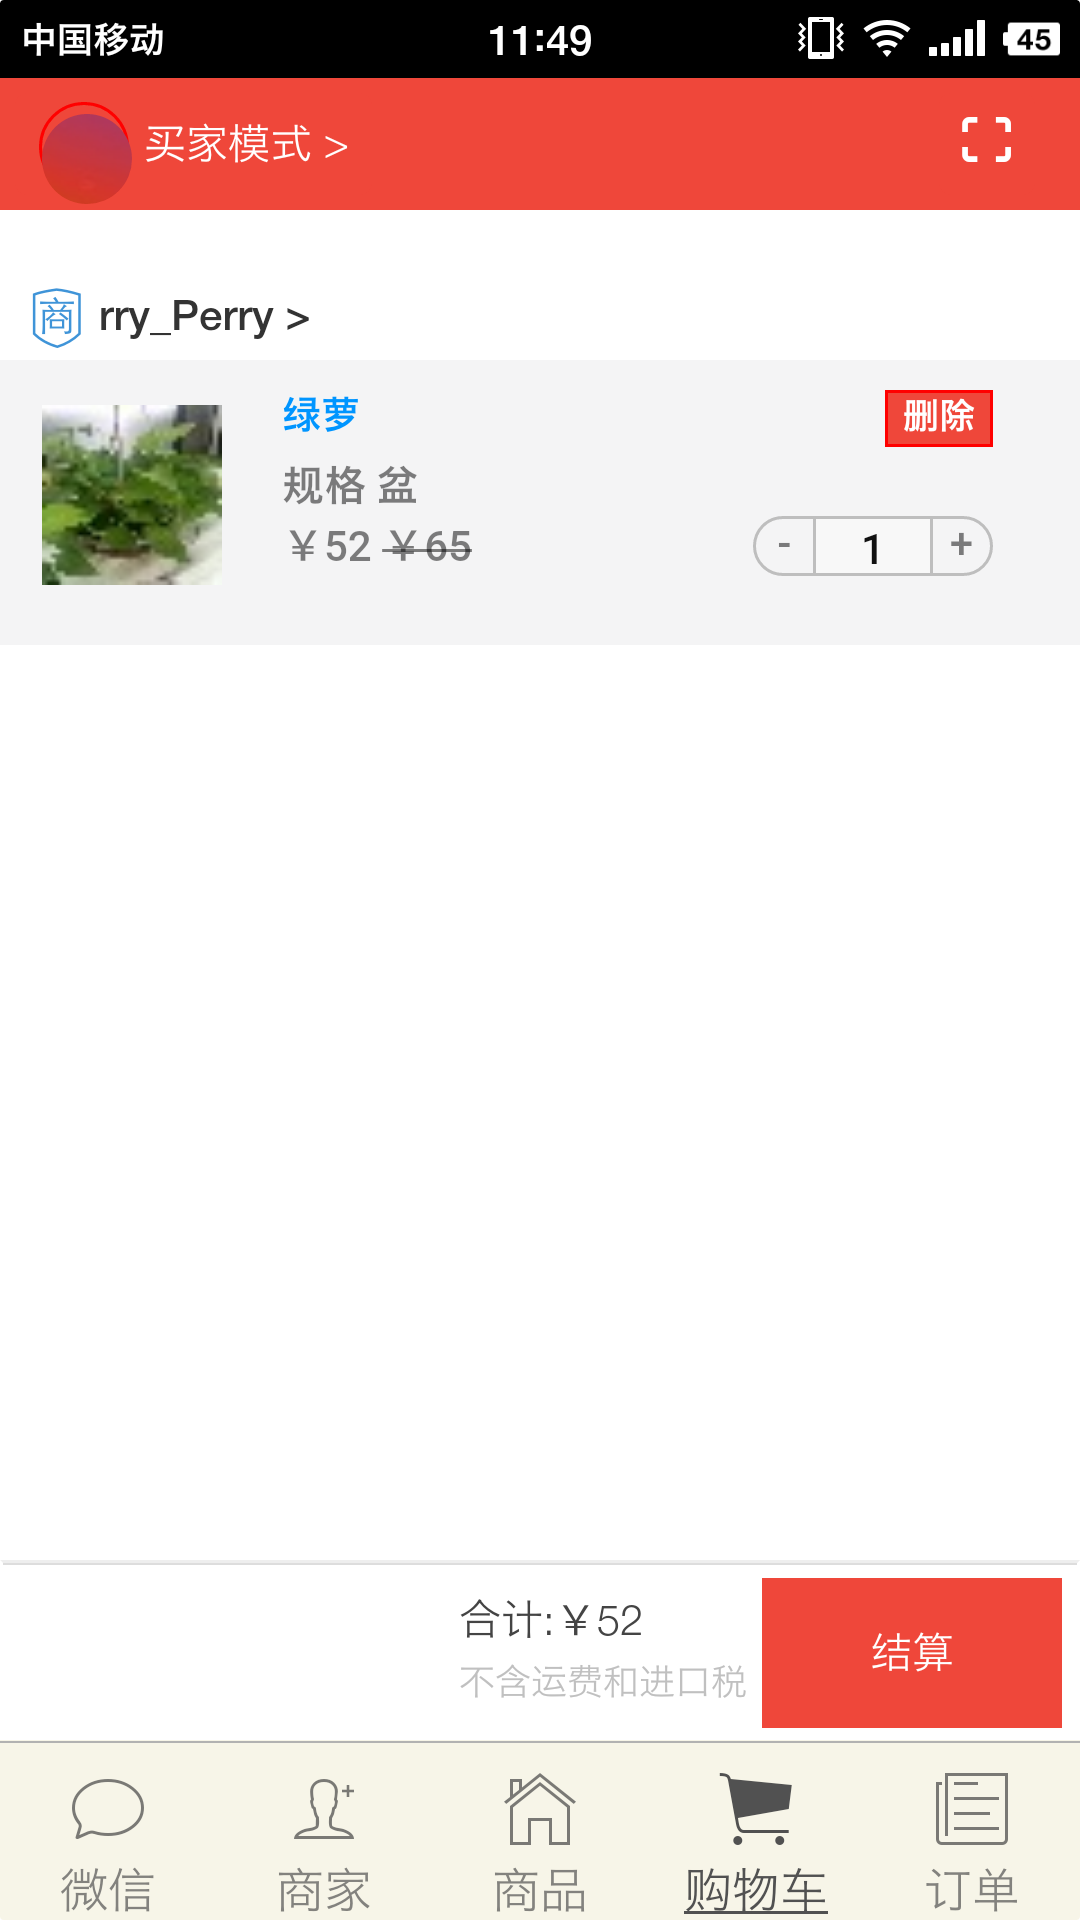 中国移动 11:49 45
买家模式 >
商 rry_Perry >
绿萝 删除
规格 盆
￥52 ￥65 - 1 +
合计:￥52
不含运费和进口税
结算
微信 商家 商品 购物车 订单